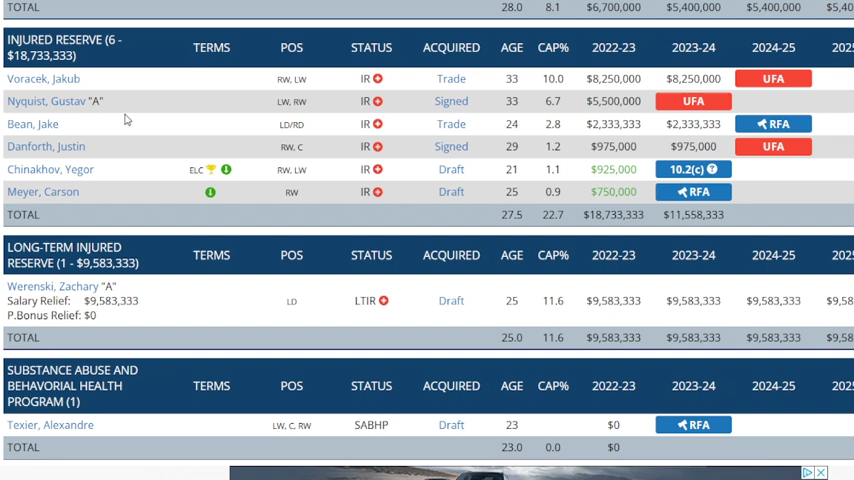 TOTAL 28.0 8.1 $6,700,000 $5,400,000 $5,400,000 $5,40
INJURED RESERVE (6 - $18,733,333) TERMS POS STATUS ACQUIRED AGE CAP% 2022-23 2023-24 2024-25 2025
Voracek, Jakub RW, LW IR Trade 33 10.0 $8,250,000 $8,250,000 UFA
Nyquist, Gustav "A" LW, RW IR Signed 33 6.7 $5,500,000 UFA
Bean, Jake LD/RD IR Trade 24 2.8 $2,333,333 $2,333,333 RFA
Danforth, Justin RW, C IR Signed 29 1.2 $975,000 $975,000 UFA
Chinakhov, Yegor ELC RW, LW IR Draft 21 1.1 $925,000 10.2(c) ?
Meyer, Carson RW IR Draft 25 0.9 $750,000 RFA
TOTAL 27.5 22.7 $18,733,333 $11,558,333
LONG-TERM INJURED RESERVE (1 - $9,583,333) TERMS POS STATUS ACQUIRED AGE CAP% 2022-23 2023-24 2024-25 2025
Werenski, Zachary "A"
Salary Relief: $9,583,333 LD LTIR Draft 25 11.6 $9,583,333 $9,583,333 $9,583,333 $9,58
P.Bonus Relief: $0
TOTAL 25.0 11.6 $9,583,333 $9,583,333 $9,583,333 $9,58
SUBSTANCE ABUSE AND BEHAVORIAL HEALTH PROGRAM (1) TERMS POS STATUS ACQUIRED AGE CAP% 2022-23 2023-24 2024-25 2025
Texier, Alexandre LW, C, RW SABHP Draft 23 $0 RFA
TOTAL 23.0 0.0 $0